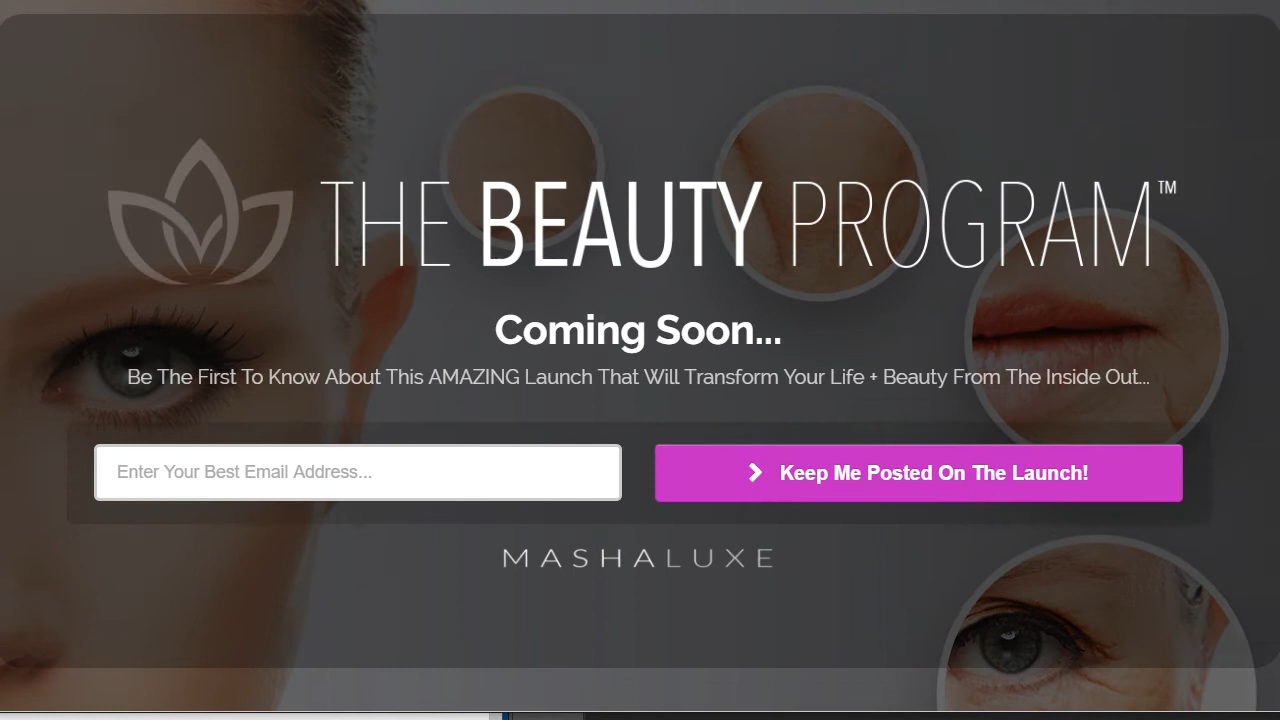 THE BEAUTY PROGRAM™
Coming Soon...
Be The First To Know About This AMAZING Launch That Will Transform Your Life + Beauty From The Inside Out...
Enter Your Best Email Address...
Keep Me Posted On The Launch!
MASHALUXE